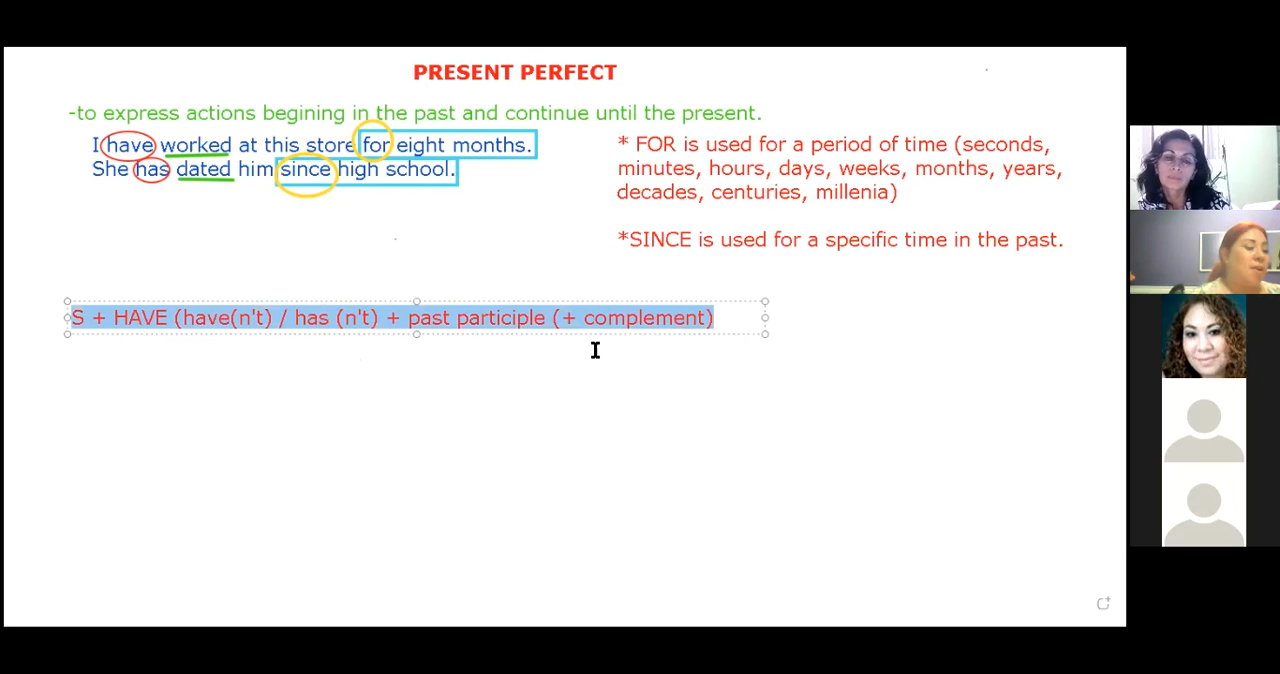 PRESENT PERFECT
-to express actions begining in the past and continue until the present.
I have worked at this store for eight months.
She has dated him since high school.
* FOR is used for a period of time (seconds,
minutes, hours, days, weeks, months, years,
decades, centuries, millenia)
*SINCE is used for a specific time in the past.
S + HAVE (have(n't) / has (n't) + past participle (+ complement)